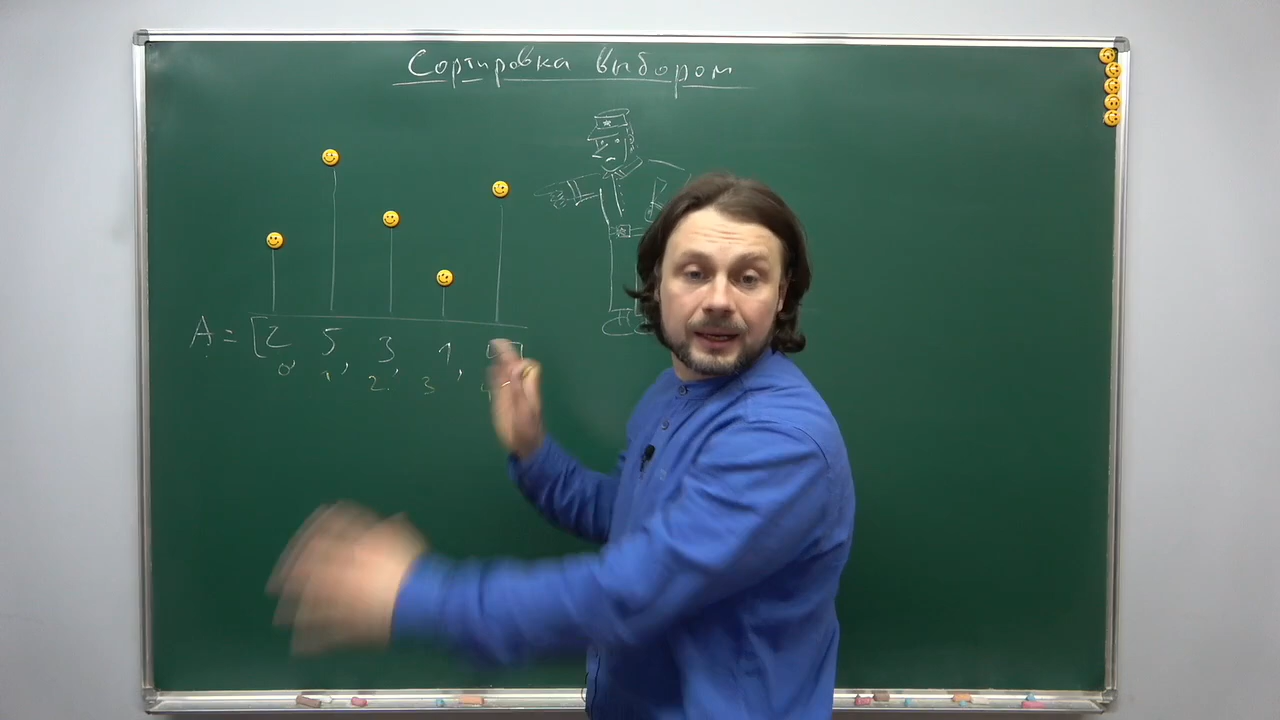 Сортировка выбором
A = [2, 5, 3, 1,
0 1 2 3